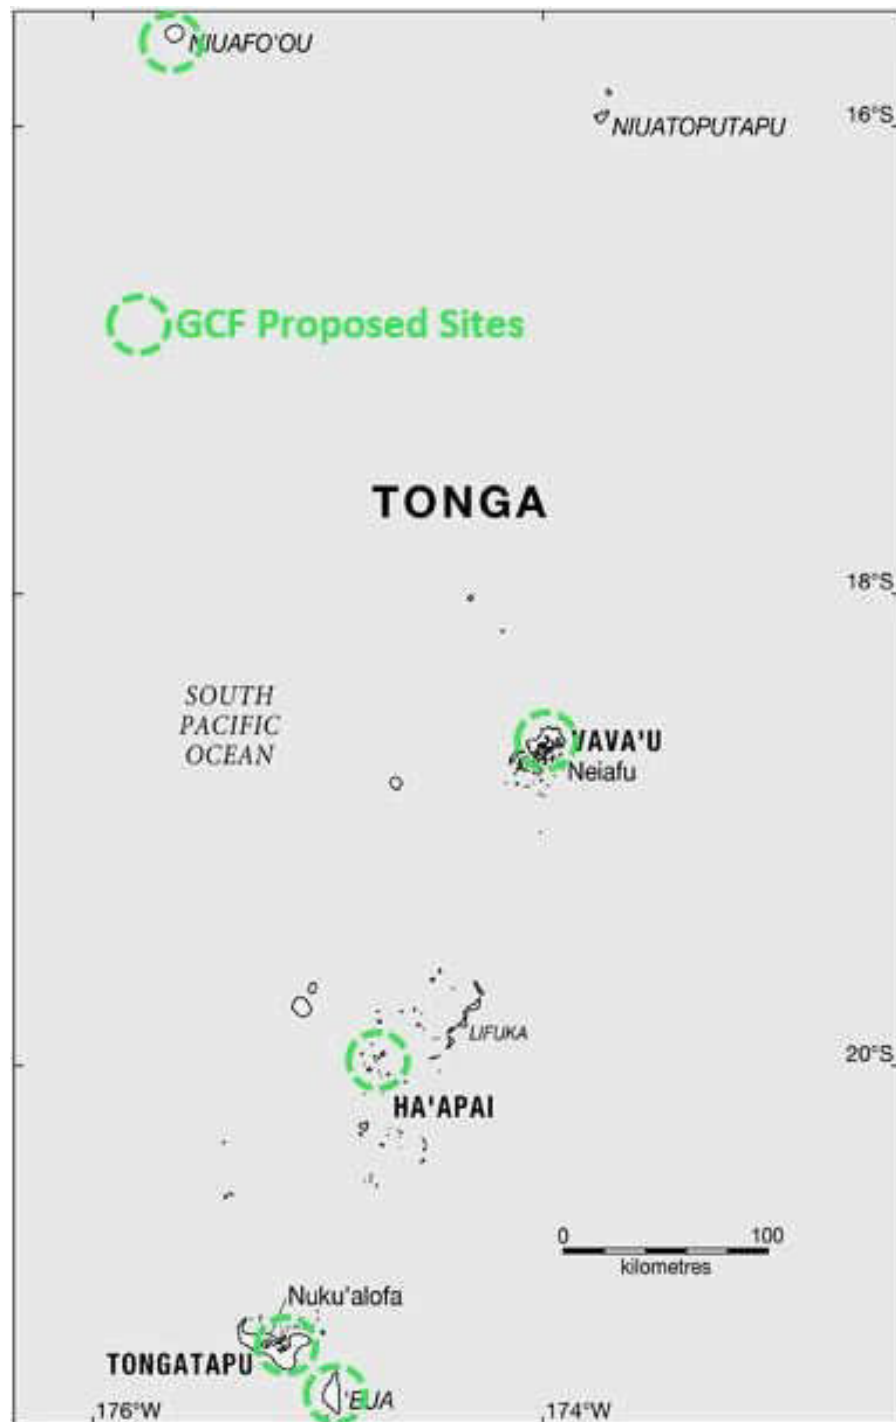 NIUAFO'OU
NIUATOPUTAPU
16°S
GCF Proposed Sites
TONGA
18°S
SOUTH
PACIFIC
OCEAN
VAVA'U
Neiafu
LIFUKA
20°S
HA'APAI
0 100
kilometres
Nuku'alofa
TONGATAPU
'EUA
176°W
174°W